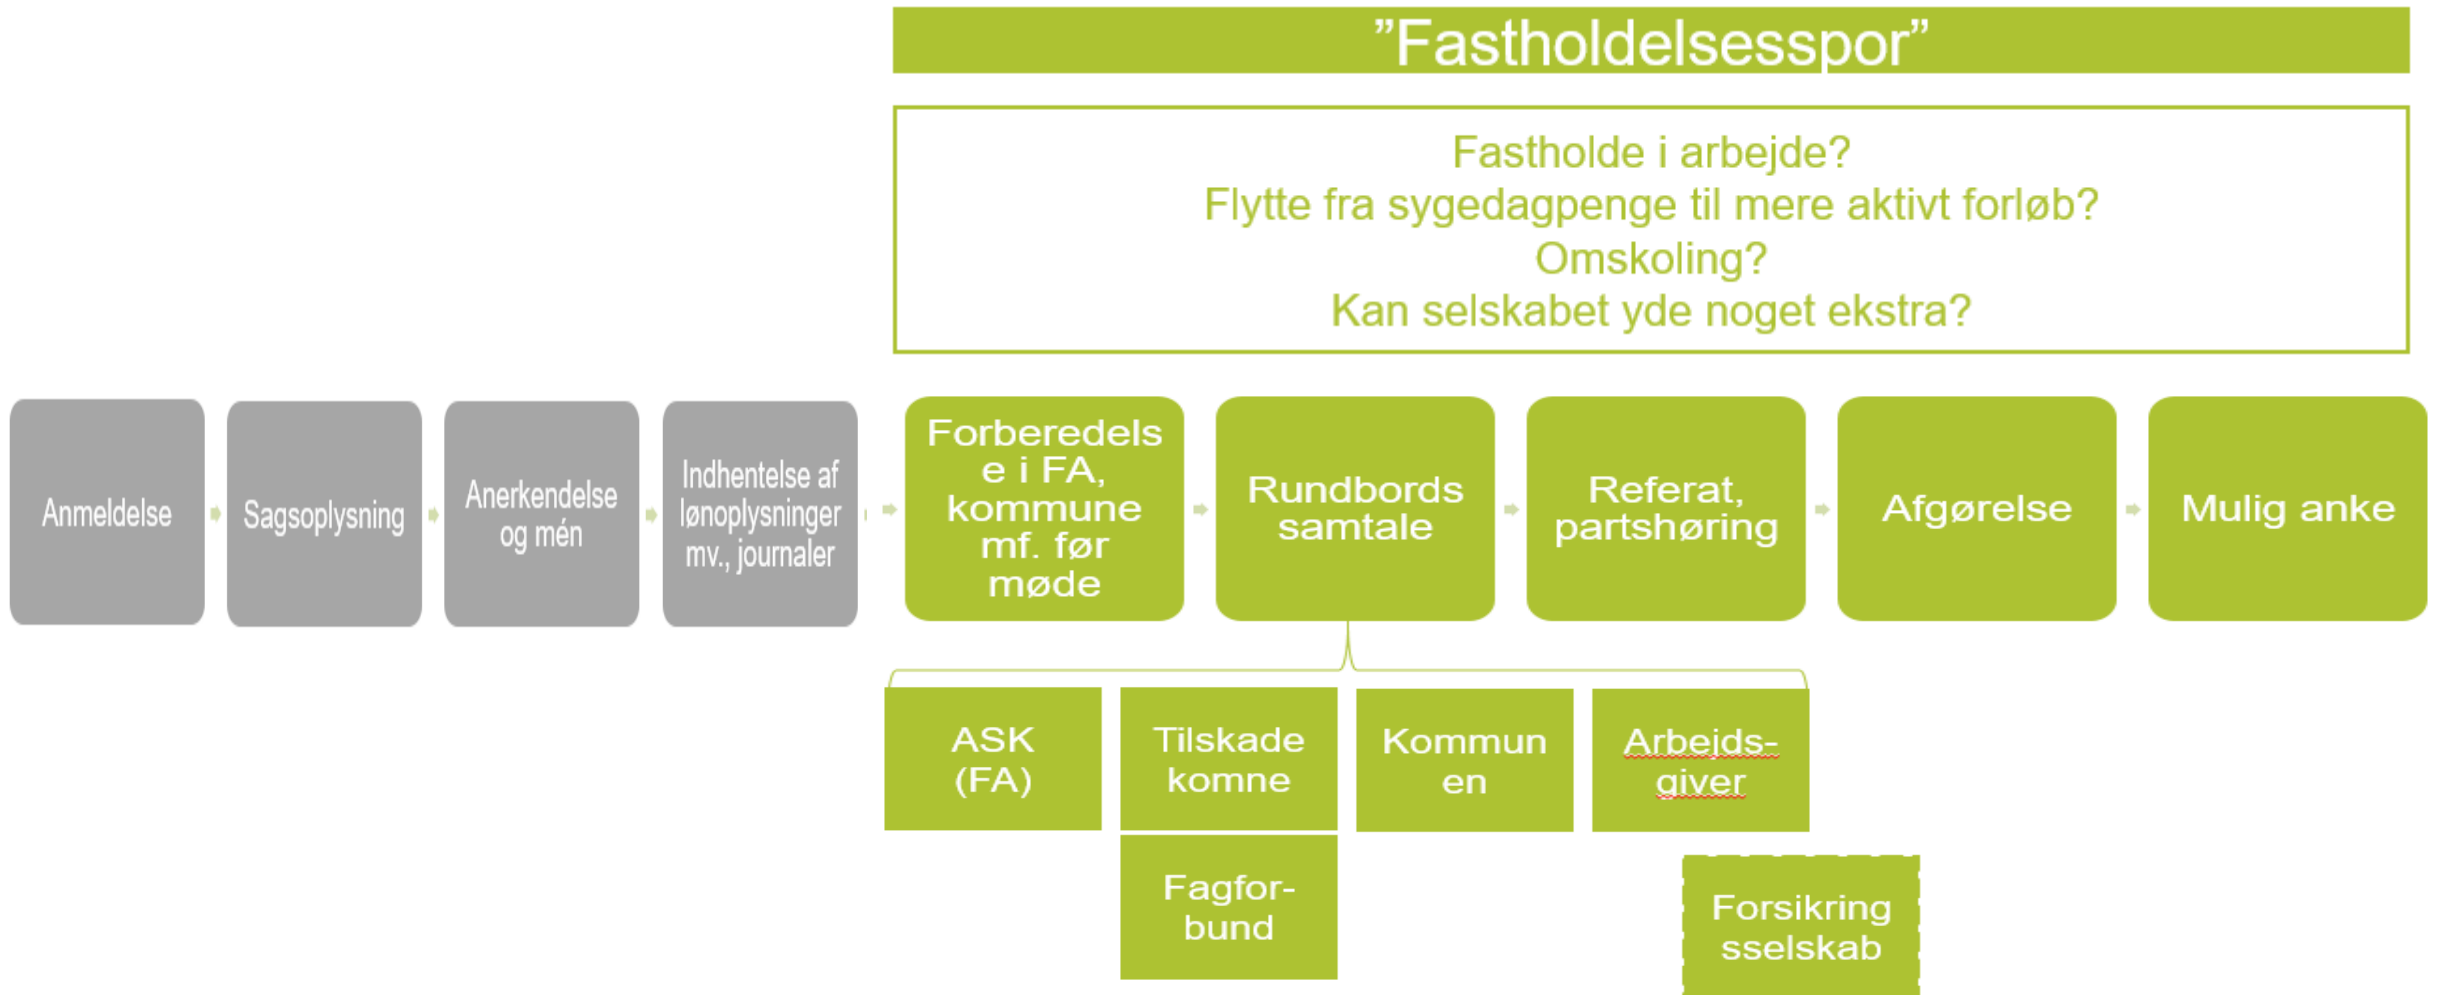 ”Fastholdelsesspor”
Fastholde i arbejde?
Flytte fra sygedagpenge til mere aktivt forløb?
Omskoling?
Kan selskabet yde noget ekstra?
Anmeldelse
Sagsoplysning
Anerkendelse
og mén
Indhentelse af
lønoplysninger
mv., journaler
Forberedels
e i FA,
kommune
mf. før
møde
Rundbords
samtale
Referat,
partshøring
Afgørelse
Mulig anke
ASK
(FA)
Tilskade
komne
Kommun
en
Arbejds-
giver
Fagfor-
bund
Forsikring
sselskab